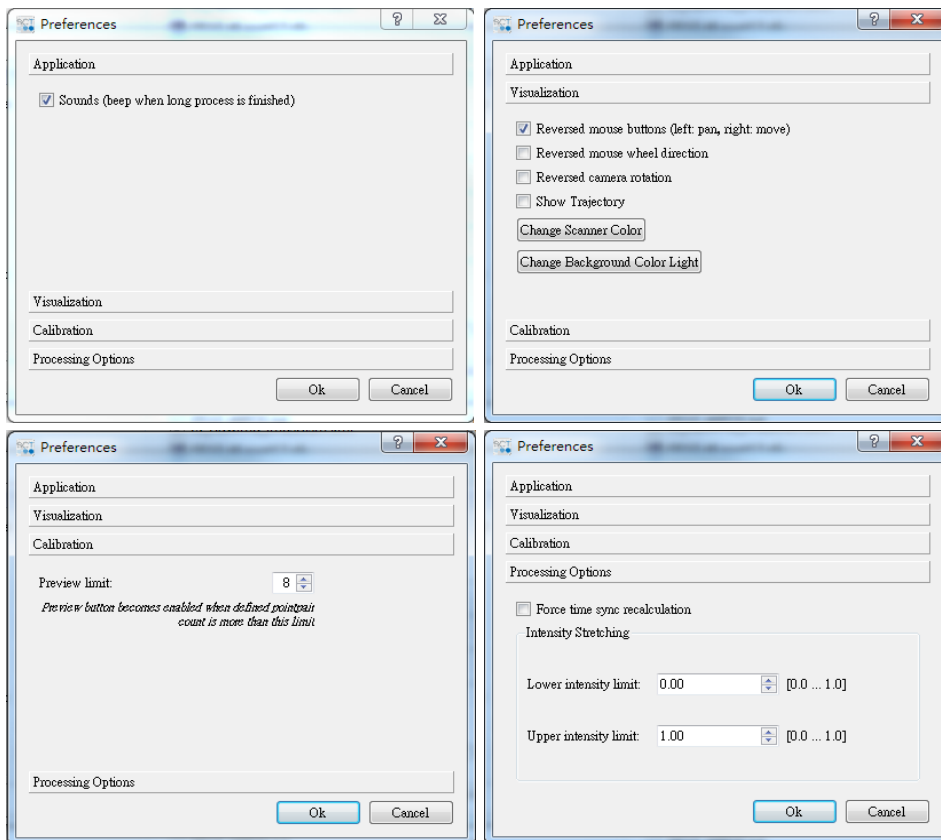 Preferences
Application
Sounds (beep when long process is finished)
Visualization
Calibration
Processing Options
Ok Cancel
Preferences
Application
Visualization
Reversed mouse buttons (left: pan, right: move)
Reversed mouse wheel direction
Reversed camera rotation
Show Trajectory
Change Scanner Color
Change Background Color Light
Calibration
Processing Options
Ok Cancel
Preferences
Application
Visualization
Calibration
Preview limit: 8
Preview button becomes enabled when defined pointpair
count is more than this limit
Processing Options
Ok Cancel
Preferences
Application
Visualization
Calibration
Processing Options
Force time sync recalculation
Intensity Stretching
Lower intensity limit: 0.00 [0.0 ... 1.0]
Upper intensity limit: 1.00 [0.0 ... 1.0]
Ok Cancel